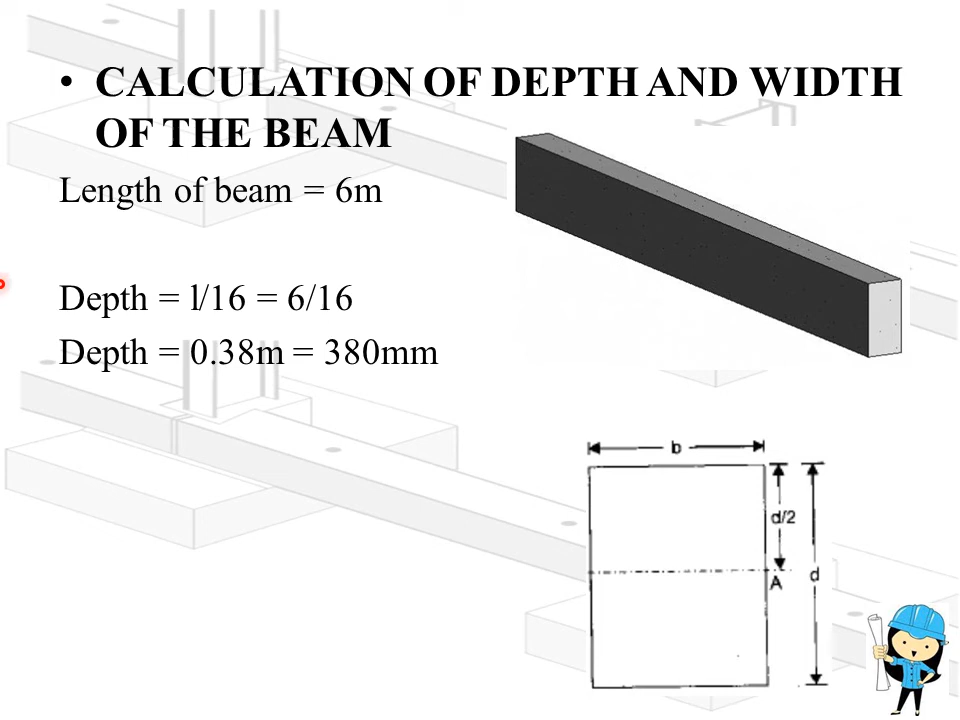 • CALCULATION OF DEPTH AND WIDTH
OF THE BEAM
Length of beam = 6m
Depth = l/16 = 6/16
Depth = 0.38m = 380mm
b
d/2
A
d